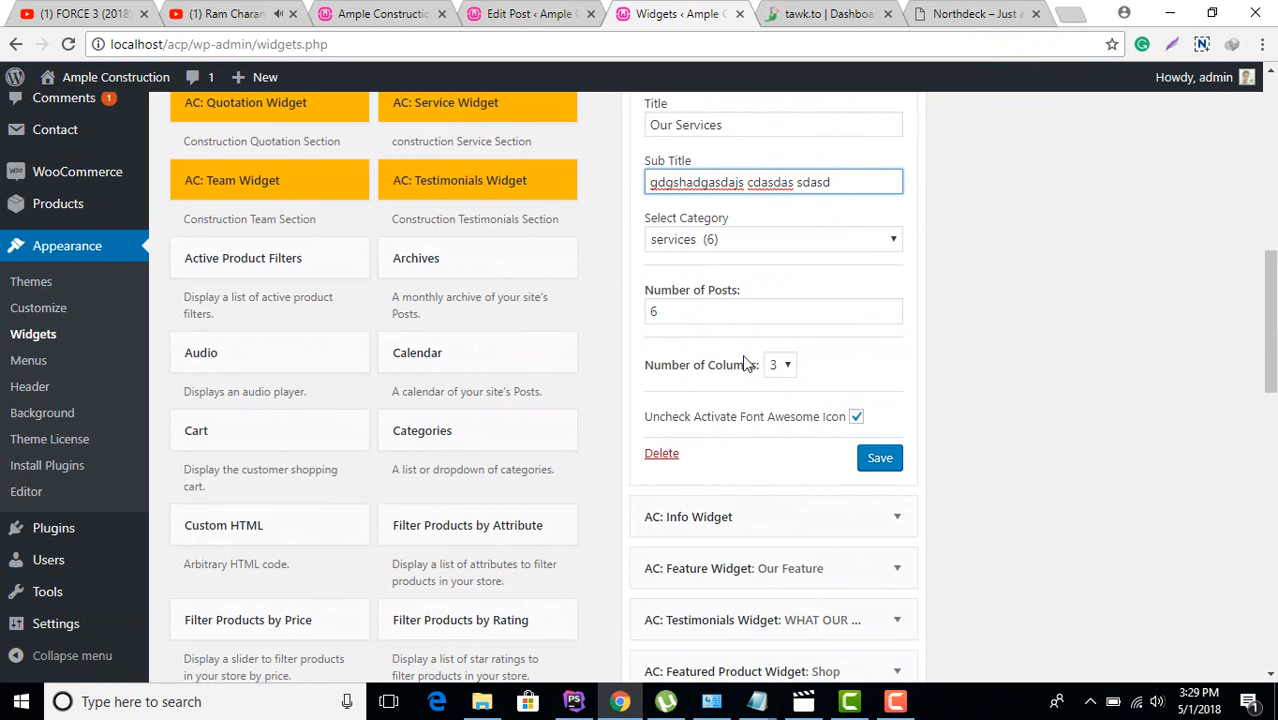 (1) FORCE 3 (2018)
(1) Ram Charan
Ample Constructio
Edit Post ‹ Ample C
Widgets ‹ Ample C
tawk.to | Dashboa
Northdeck – Just a
localhost/acp/wp-admin/widgets.php
Ample Construction
1
New
Howdy, admin
Comments 1
Contact
WooCommerce
Products
Appearance
Themes
Customize
Widgets
Menus
Header
Background
Theme License
Install Plugins
Editor
Plugins
Users
Tools
Settings
Collapse menu
AC: Quotation Widget
Construction Quotation Section
AC: Service Widget
construction Service Section
AC: Team Widget
Construction Team Section
AC: Testimonials Widget
Construction Testimonials Section
Active Product Filters
Display a list of active product
filters.
Archives
A monthly archive of your site's
Posts.
Audio
Displays an audio player.
Calendar
A calendar of your site's Posts.
Cart
Display the customer shopping
cart.
Categories
A list or dropdown of categories.
Custom HTML
Arbitrary HTML code.
Filter Products by Attribute
Display a list of attributes to filter
products in your store.
Filter Products by Price
Display a slider to filter products
in your store by price.
Filter Products by Rating
Display a list of star ratings to
filter products in your store.
Title
Our Services
Sub Title
gdgshadgasdajs cdasdas sdasd
Select Category
services (6)
Number of Posts:
6
Number of Columns:
3
Uncheck Activate Font Awesome Icon
Delete
Save
AC: Info Widget
AC: Feature Widget: Our Feature
AC: Testimonials Widget: WHAT OUR ...
AC: Featured Product Widget: Shop
Type here to search
3:29 PM
5/1/2018
1